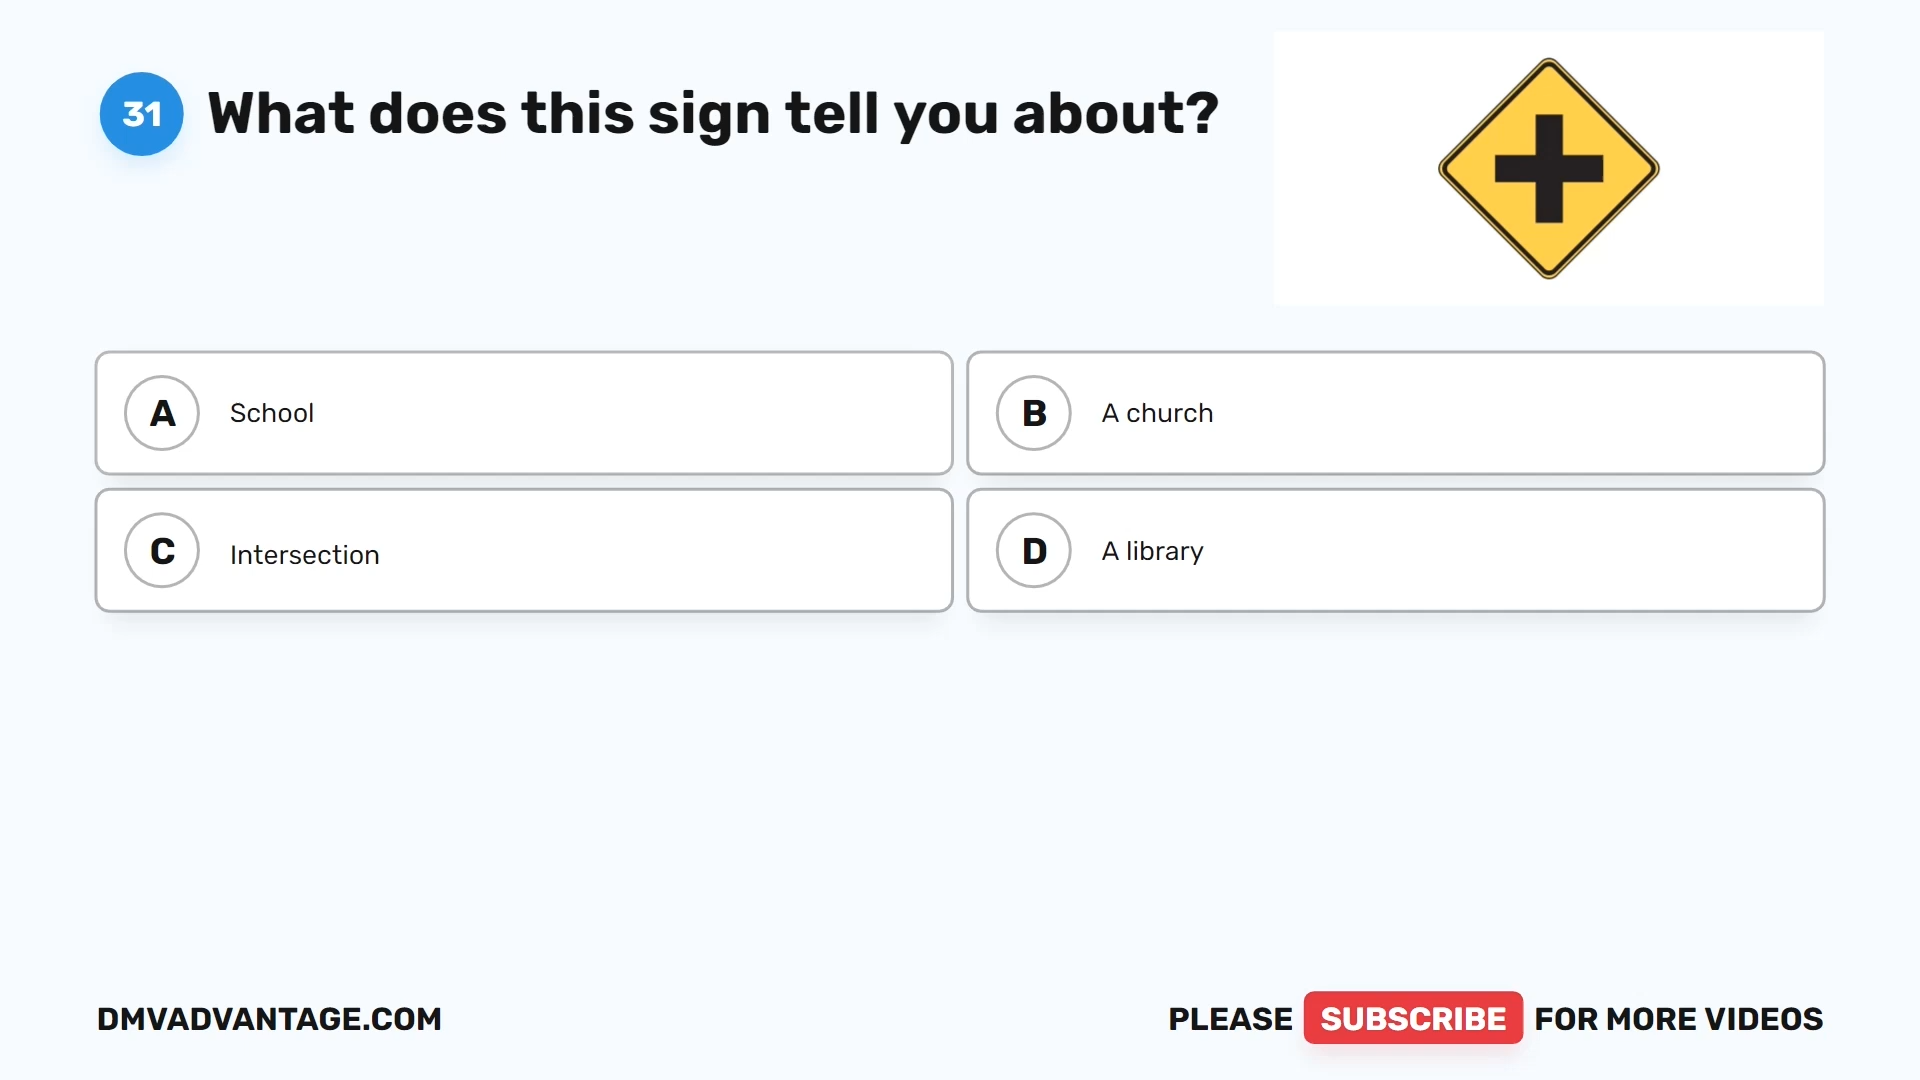 31 What does this sign tell you about?
A School
B A church
C Intersection
D A library
DMVADVANTAGE.COM
PLEASE SUBSCRIBE FOR MORE VIDEOS